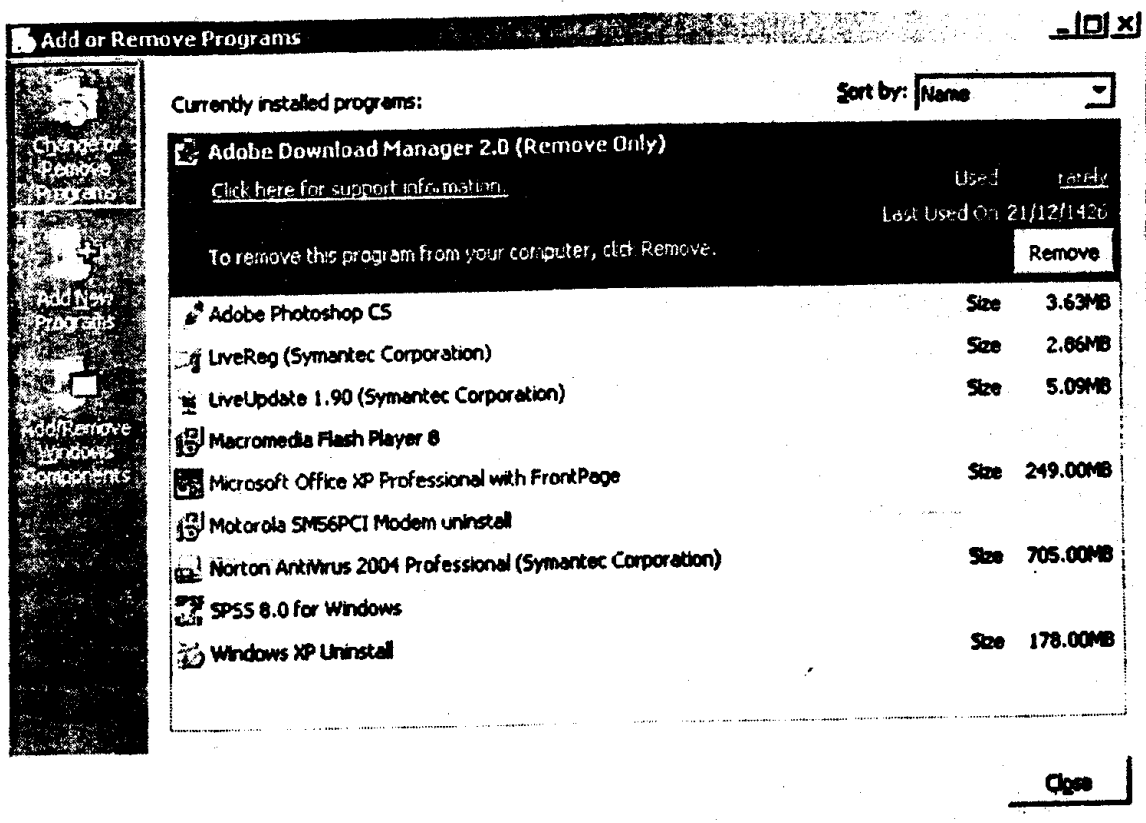 Add or Remove Programs
Change or
Remove
Programs
Add New
Programs
Add/Remove
Windows
Components
Currently installed programs:
Sort by: Name
Adobe Download Manager 2.0 (Remove Only)
Click here for support information.
Used rarely
Last Used On 21/12/1426
To remove this program from your computer, click Remove.
Remove
Adobe Photoshop CS Size 3.63MB
LiveReg (Symantec Corporation) Size 2.86MB
LiveUpdate 1.90 (Symantec Corporation) Size 5.09MB
Macromedia Flash Player 8
Microsoft Office XP Professional with FrontPage Size 249.00MB
Motorola SM56PCI Modem uninstall
Norton AntiVirus 2004 Professional (Symantec Corporation) Size 705.00MB
SPSS 8.0 for Windows
Windows XP Uninstall Size 178.00MB
Close